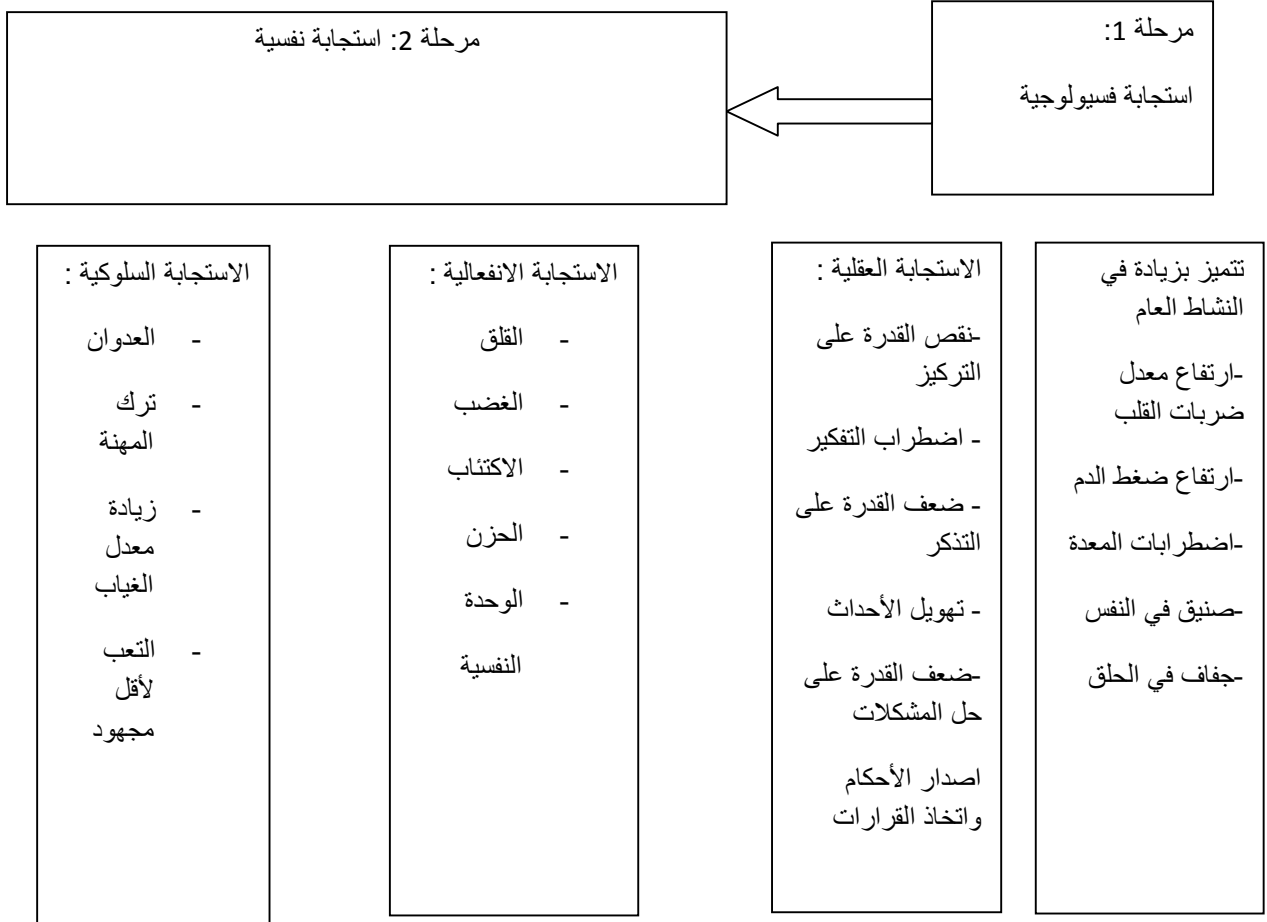 مرحلة 1:
استجابة فسيولوجية
مرحلة 2: استجابة نفسية
تتميز بزيادة في
النشاط العام
-ارتفاع معدل
ضربات القلب
-ارتفاع ضغط الدم
-اضطرابات المعدة
-صنيق في النفس
-جفاف في الحلق
الاستجابة العقلية :
-نقص القدرة على
التركيز
- اضطراب التفكير
- ضعف القدرة على
التذكر
- تهويل الأحداث
-ضعف القدرة على
حل المشكلات
اصدار الأحكام
واتخاذ القرارات
الاستجابة الانفعالية :
- القلق
- الغضب
- الاكتئاب
- الحزن
- الوحدة
النفسية
الاستجابة السلوكية :
- العدوان
- ترك
المهنة
- زيادة
معدل
الغياب
- التعب
لأقل
مجهود